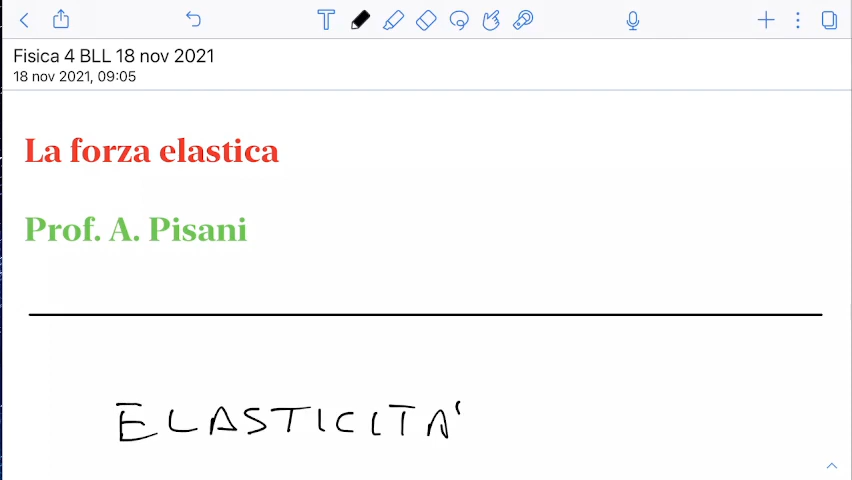 Fisica 4 BLL 18 nov 2021
18 nov 2021, 09:05
La forza elastica
Prof. A. Pisani
ELASTICITA'